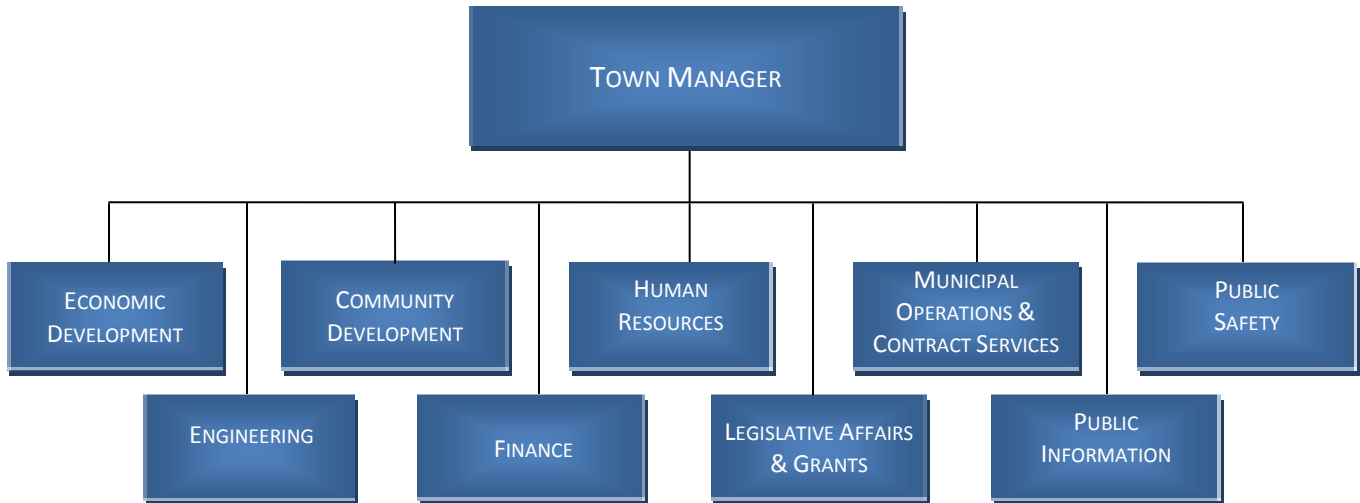 TOWN MANAGER
ECONOMIC
DEVELOPMENT
COMMUNITY
DEVELOPMENT
HUMAN
RESOURCES
MUNICIPAL
OPERATIONS &
CONTRACT SERVICES
PUBLIC
SAFETY
ENGINEERING
FINANCE
LEGISLATIVE AFFAIRS
& GRANTS
PUBLIC
INFORMATION